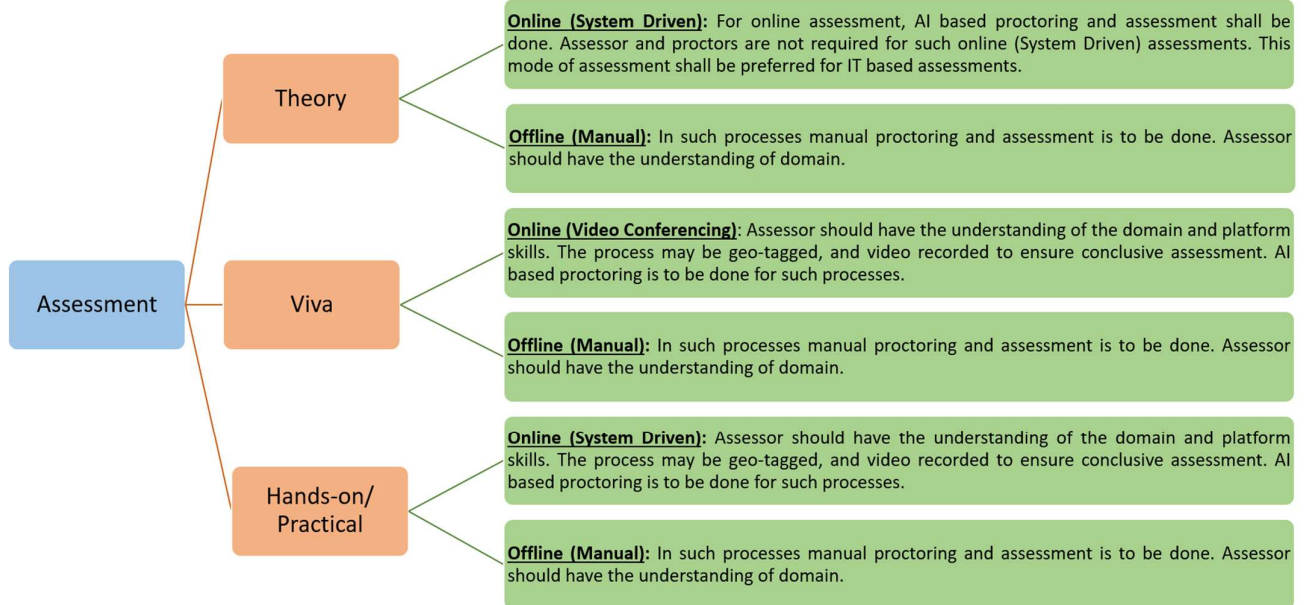 Online (System Driven): For online assessment, AI based proctoring and assessment shall be
done. Assessor and proctors are not required for such online (System Driven) assessments. This
mode of assessment shall be preferred for IT based assessments.
Theory
Offline (Manual): In such processes manual proctoring and assessment is to be done. Assessor
should have the understanding of domain.
Online (Video Conferencing): Assessor should have the understanding of the domain and platform
skills. The process may be geo-tagged, and video recorded to ensure conclusive assessment. AI
based proctoring is to be done for such processes.
Assessment
Viva
Offline (Manual): In such processes manual proctoring and assessment is to be done. Assessor
should have the understanding of domain.
Online (System Driven): Assessor should have the understanding of the domain and platform
skills. The process may be geo-tagged, and video recorded to ensure conclusive assessment. AI
based proctoring is to be done for such processes.
Hands-on/
Practical
Offline (Manual): In such processes manual proctoring and assessment is to be done. Assessor
should have the understanding of domain.